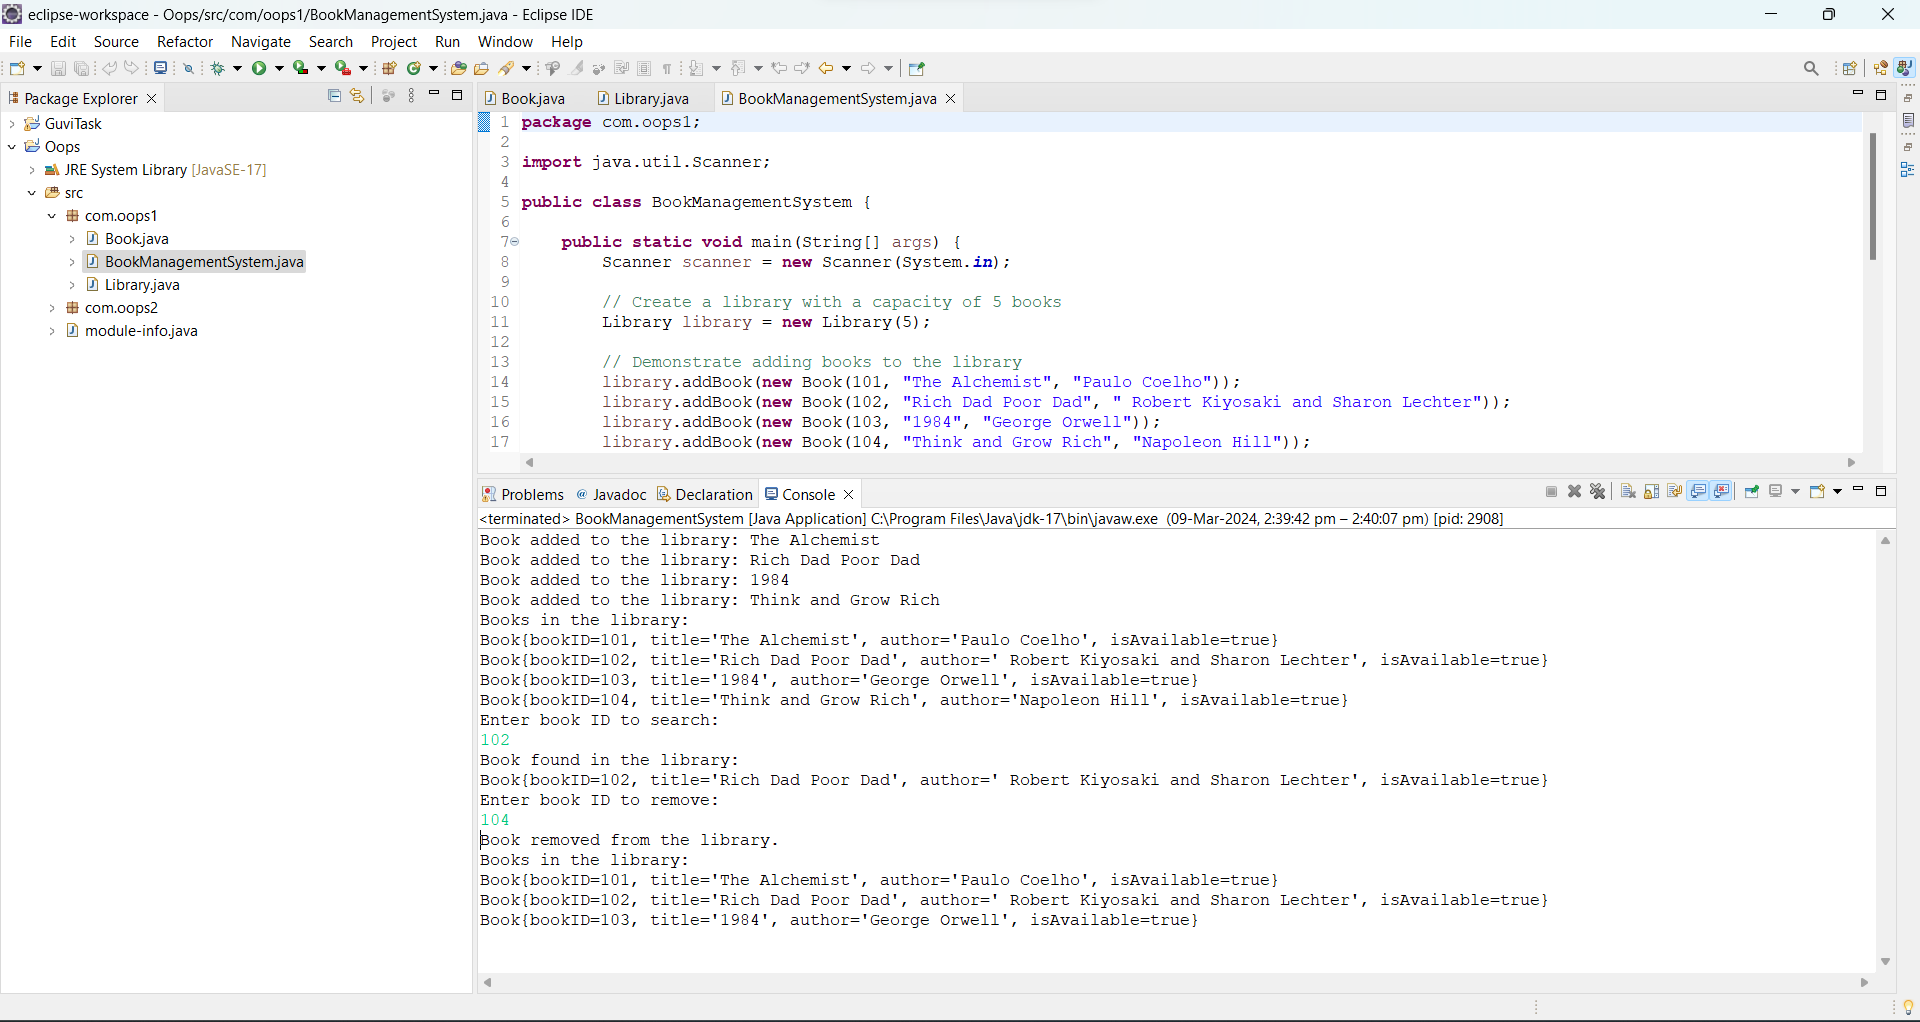 eclipse-workspace - Oops/src/com/oops1/BookManagementSystem.java - Eclipse IDE
File Edit Source Refactor Navigate Search Project Run Window Help
Package Explorer
GuviTask
Oops
JRE System Library [JavaSE-17]
src
com.oops1
Book.java
BookManagementSystem.java
Library.java
com.oops2
module-info.java
Book.java Library.java BookManagementSystem.java
1 package com.oops1;
2
3 import java.util.Scanner;
4
5 public class BookManagementSystem {
6
7 public static void main(String[] args) {
8 Scanner scanner = new Scanner(System.in);
9
10 // Create a library with a capacity of 5 books
11 Library library = new Library(5);
12
13 // Demonstrate adding books to the library
14 library.addBook(new Book(101, "The Alchemist", "Paulo Coelho"));
15 library.addBook(new Book(102, "Rich Dad Poor Dad", " Robert Kiyosaki and Sharon Lechter"));
16 library.addBook(new Book(103, "1984", "George Orwell"));
17 library.addBook(new Book(104, "Think and Grow Rich", "Napoleon Hill"));
Problems @ Javadoc Declaration Console
<terminated> BookManagementSystem [Java Application] C:\Program Files\Java\jdk-17\bin\javaw.exe (09-Mar-2024, 2:39:42 pm – 2:40:07 pm) [pid: 2908]
Book added to the library: The Alchemist
Book added to the library: Rich Dad Poor Dad
Book added to the library: 1984
Book added to the library: Think and Grow Rich
Books in the library:
Book{bookID=101, title='The Alchemist', author='Paulo Coelho', isAvailable=true}
Book{bookID=102, title='Rich Dad Poor Dad', author=' Robert Kiyosaki and Sharon Lechter', isAvailable=true}
Book{bookID=103, title='1984', author='George Orwell', isAvailable=true}
Book{bookID=104, title='Think and Grow Rich', author='Napoleon Hill', isAvailable=true}
Enter book ID to search:
102
Book found in the library:
Book{bookID=102, title='Rich Dad Poor Dad', author=' Robert Kiyosaki and Sharon Lechter', isAvailable=true}
Enter book ID to remove:
104
Book removed from the library.
Books in the library:
Book{bookID=101, title='The Alchemist', author='Paulo Coelho', isAvailable=true}
Book{bookID=102, title='Rich Dad Poor Dad', author=' Robert Kiyosaki and Sharon Lechter', isAvailable=true}
Book{bookID=103, title='1984', author='George Orwell', isAvailable=true}